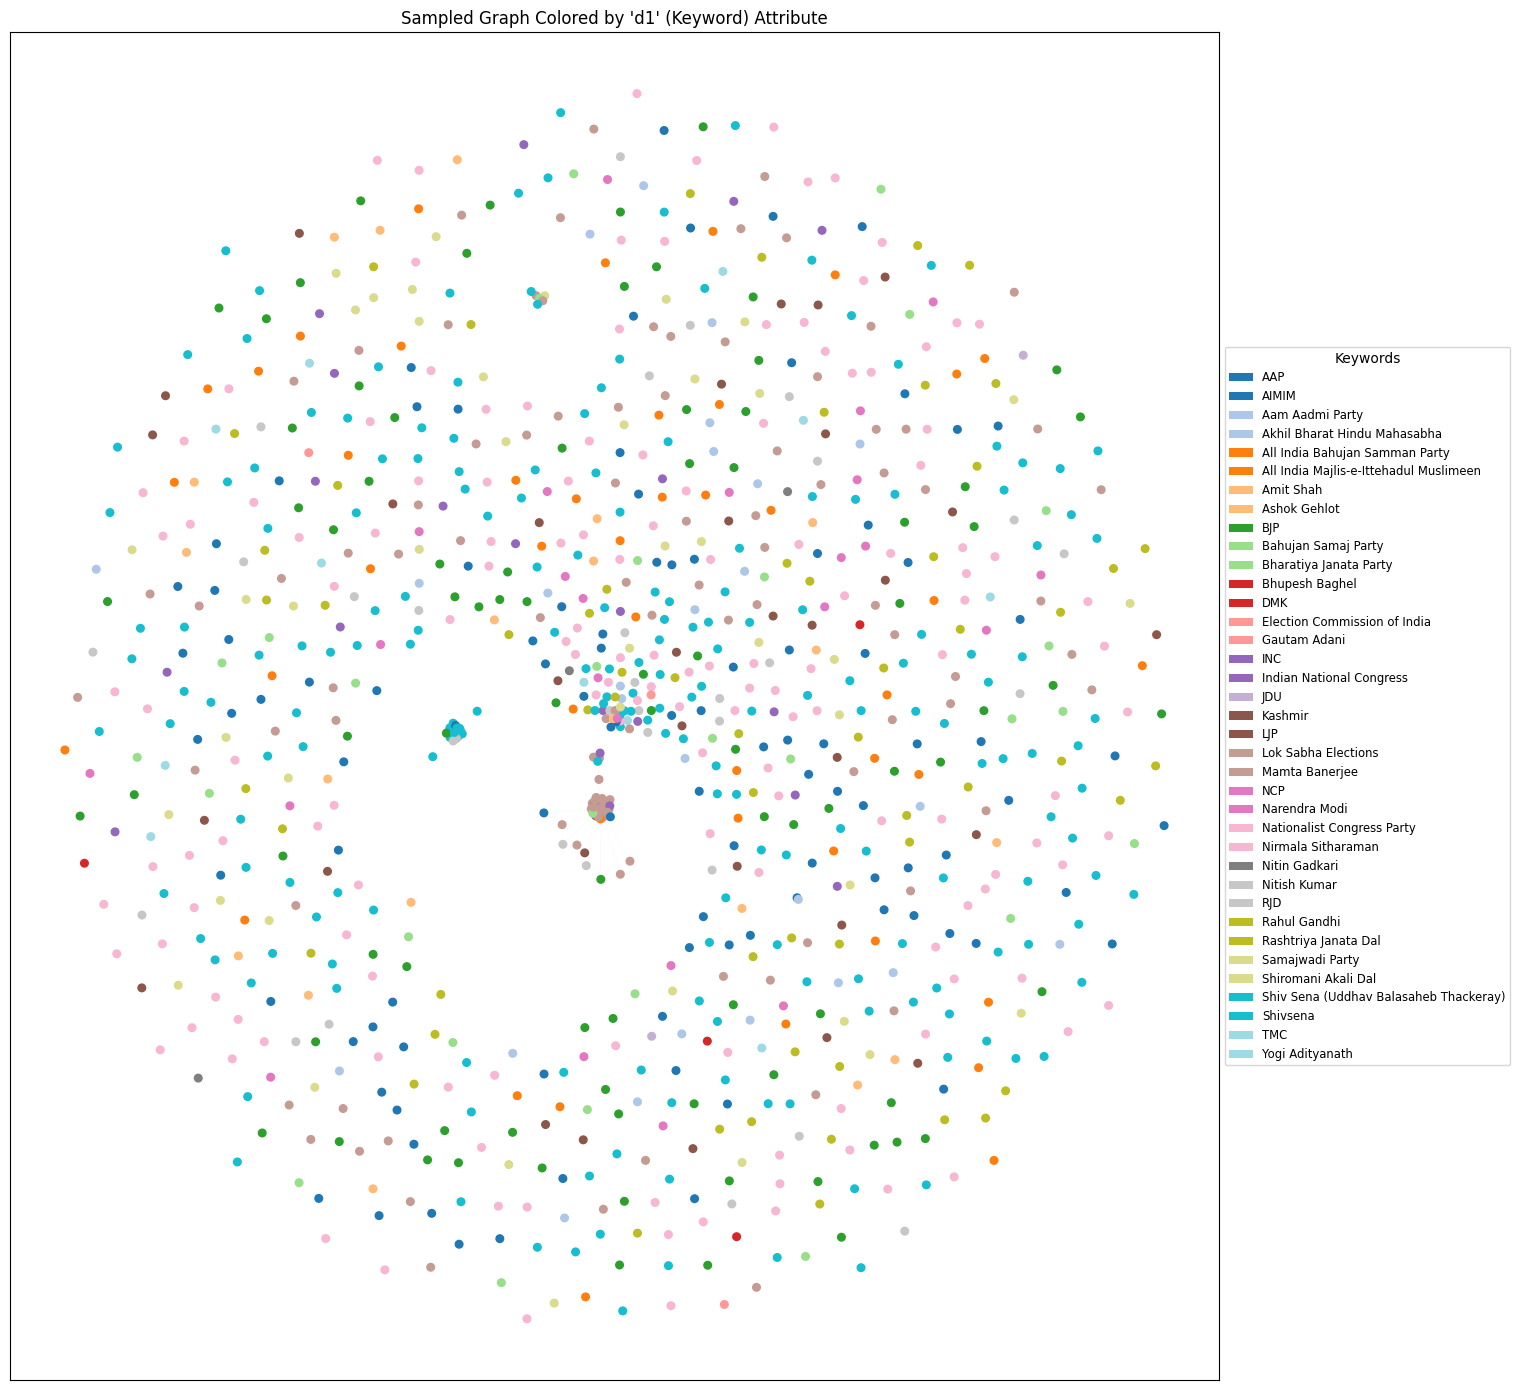 Sampled Graph Colored by 'd1' (Keyword) Attribute
Keywords
AAP
AIMIM
Aam Aadmi Party
Akhil Bharat Hindu Mahasabha
All India Bahujan Samman Party
All India Majlis-e-Ittehadul Muslimeen
Amit Shah
Ashok Gehlot
BJP
Bahujan Samaj Party
Bharatiya Janata Party
Bhupesh Baghel
DMK
Election Commission of India
Gautam Adani
INC
Indian National Congress
JDU
Kashmir
LJP
Lok Sabha Elections
Mamta Banerjee
NCP
Narendra Modi
Nationalist Congress Party
Nirmala Sitharaman
Nitin Gadkari
Nitish Kumar
RJD
Rahul Gandhi
Rashtriya Janata Dal
Samajwadi Party
Shiromani Akali Dal
Shiv Sena (Uddhav Balasaheb Thackeray)
Shivsena
TMC
Yogi Adityanath